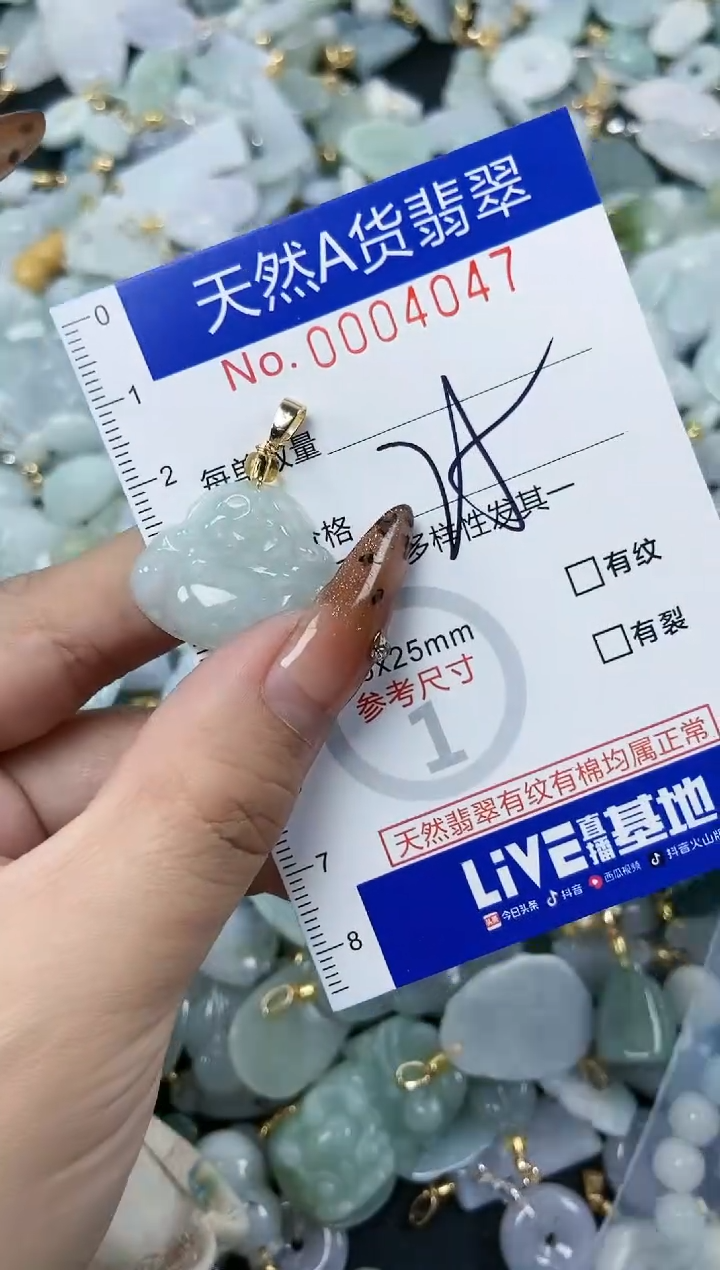 天然A货翡翠
No. 0004047
0
1
2
7
8
每单数量
价格
多样性发其一
□有纹
□有裂
x25mm
参考尺寸
1
天然翡翠有纹有棉均属正常
LiVE直播基地
今日头条 抖音 西瓜视频 抖音火山版